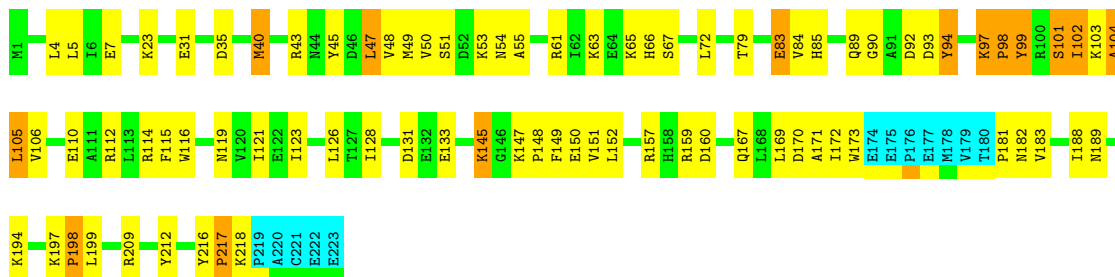 M1 L4 L5 I6 E7 K23 E31 D35 M40 R43 N44 Y45 D46 L47 V48 M49 V50 S51 D52 K53 N54 A55 R61 I62 K63 E64 K65 H66 S67 L72 T79 E83 V84 H85 Q89 G90 A91 D92 D93 Y94 K97 P98 Y99 R100 S101 I102 K103 A104
L105 V106 E110 A111 R112 L113 R114 F115 W116 N119 V120 I121 E122 I123 L126 T127 I128 D131 E132 E133 K145 G146 K147 P148 F149 E150 V151 L152 R157 H158 R159 D160 Q167 L168 L169 D170 A171 I172 W173 E174 E175 P176 E177 M178 V179 T180 P181 N182 V183 I188 N189
K194 K197 P198 L199 R209 Y212 Y216 P217 K218 P219 A220 C221 E222 E223